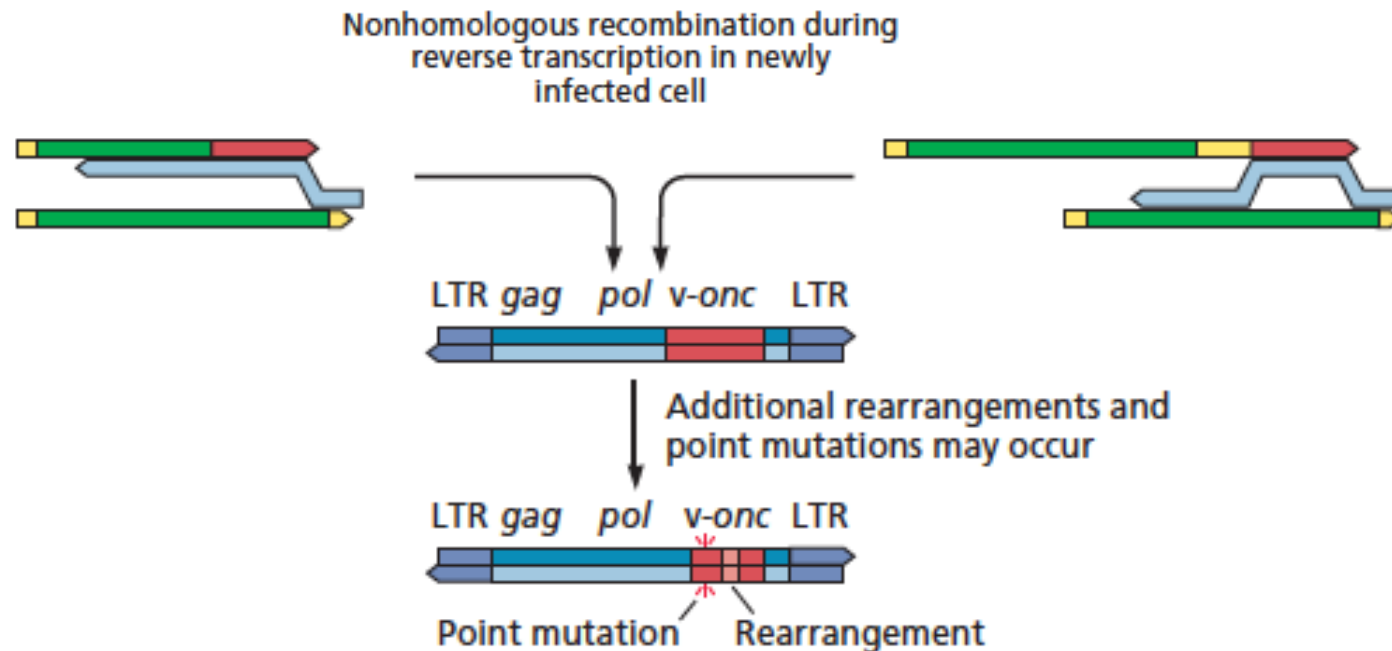 Nonhomologous recombination during
reverse transcription in newly
infected cell
LTR gag pol v-onc LTR
Additional rearrangements and
point mutations may occur
LTR gag pol v-onc LTR
Point mutation Rearrangement